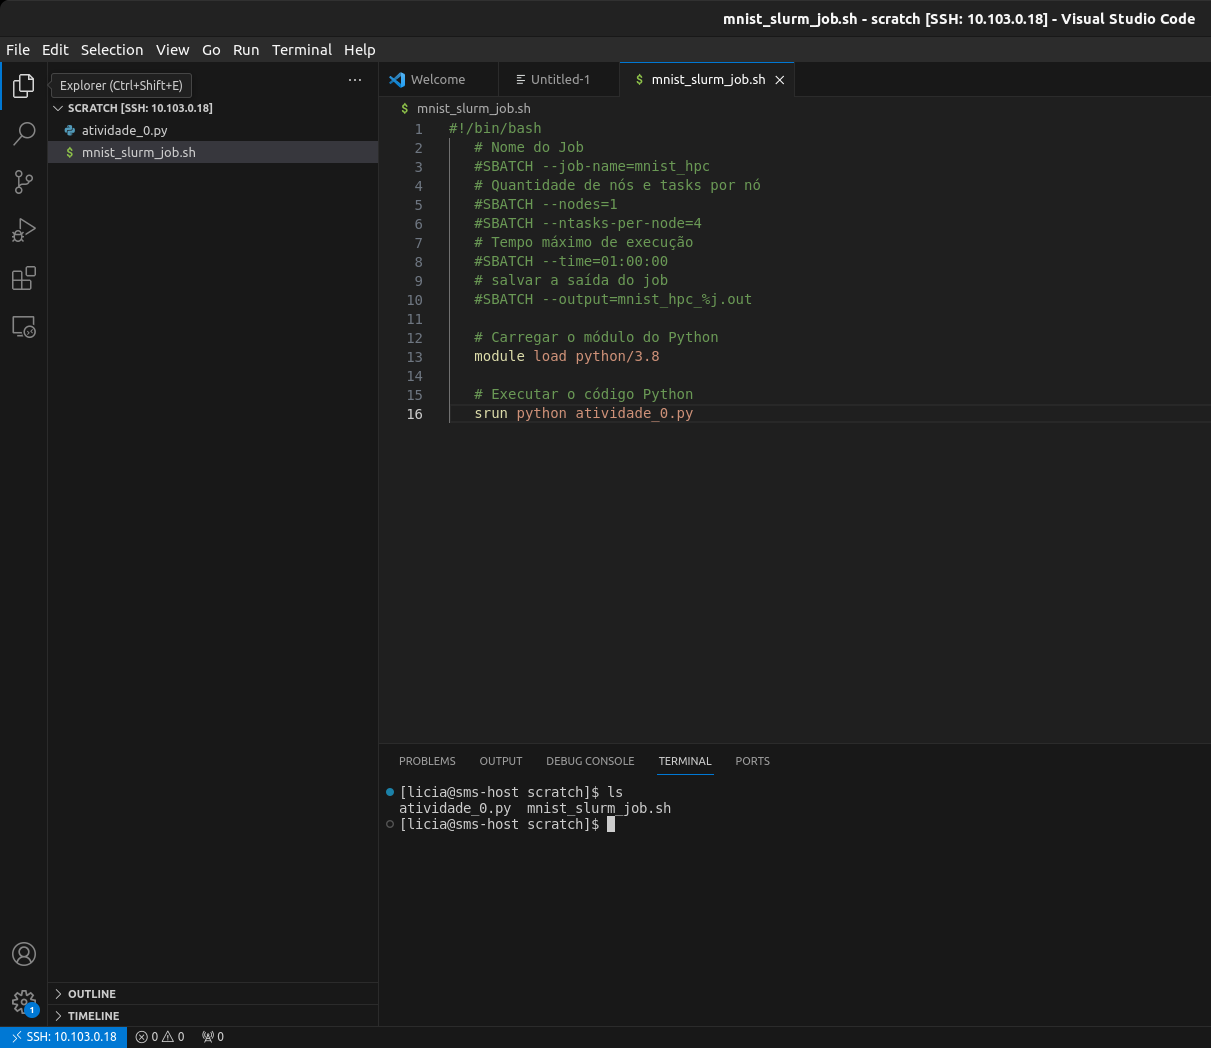 mnist_slurm_job.sh - scratch [SSH: 10.103.0.18] - Visual Studio Code
File Edit Selection View Go Run Terminal Help
Explorer (Ctrl+Shift+E)
···
SCRATCH [SSH: 10.103.0.18]
atividade_0.py
$ mnist_slurm_job.sh
OUTLINE
TIMELINE
1
Welcome
Untitled-1
$ mnist_slurm_job.sh
$ mnist_slurm_job.sh
1 #!/bin/bash
2 # Nome do Job
3 #SBATCH --job-name=mnist_hpc
4 # Quantidade de nós e tasks por nó
5 #SBATCH --nodes=1
6 #SBATCH --ntasks-per-node=4
7 # Tempo máximo de execução
8 #SBATCH --time=01:00:00
9 # salvar a saída do job
10 #SBATCH --output=mnist_hpc_%j.out
11
12 # Carregar o módulo do Python
13 module load python/3.8
14
15 # Executar o código Python
16 srun python atividade_0.py
PROBLEMS OUTPUT DEBUG CONSOLE TERMINAL PORTS
[licia@sms-host scratch]$ ls
atividade_0.py  mnist_slurm_job.sh
[licia@sms-host scratch]$
SSH: 10.103.0.18 0 0 0